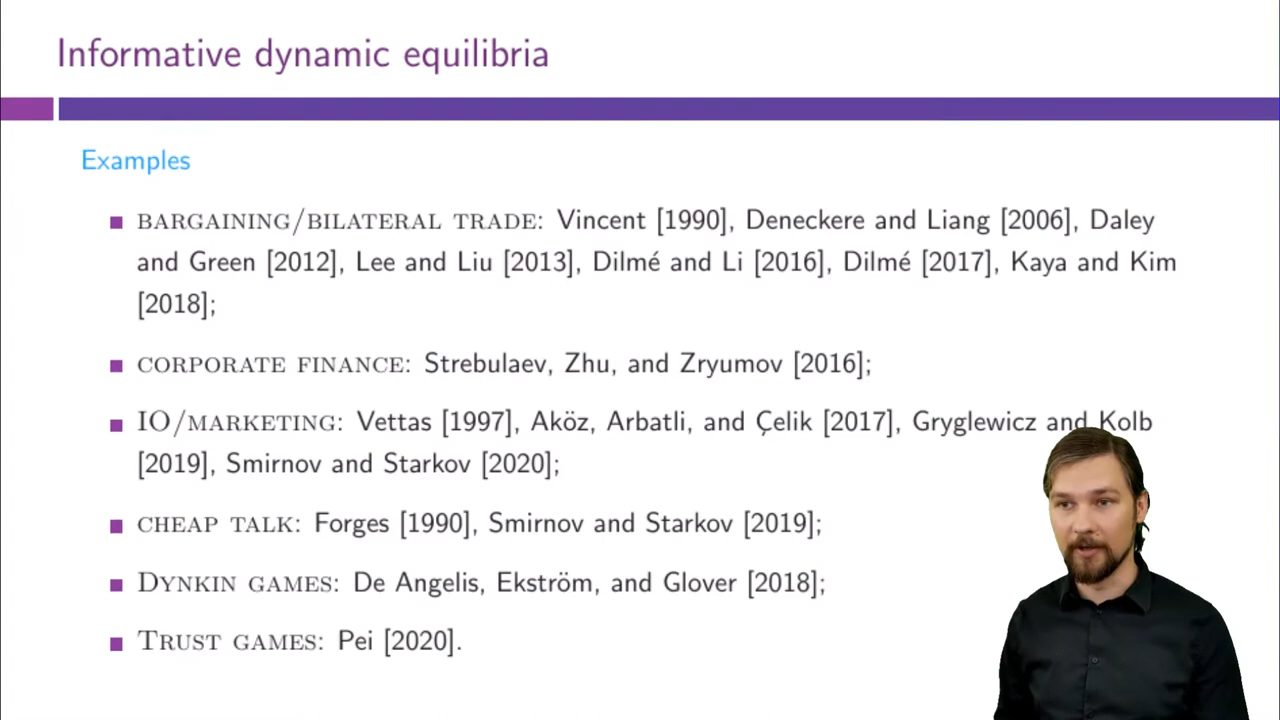 Informative dynamic equilibria
Examples
BARGAINING/BILATERAL TRADE: Vincent [1990], Deneckere and Liang [2006], Daley
and Green [2012], Lee and Liu [2013], Dilmé and Li [2016], Dilmé [2017], Kaya and Kim
[2018];
CORPORATE FINANCE: Strebulaev, Zhu, and Zryumov [2016];
IO/MARKETING: Vettas [1997], Aköz, Arbatli, and Çelik [2017], Gryglewicz and Kolb
[2019], Smirnov and Starkov [2020];
CHEAP TALK: Forges [1990], Smirnov and Starkov [2019];
DYNKIN GAMES: De Angelis, Ekström, and Glover [2018];
TRUST GAMES: Pei [2020].